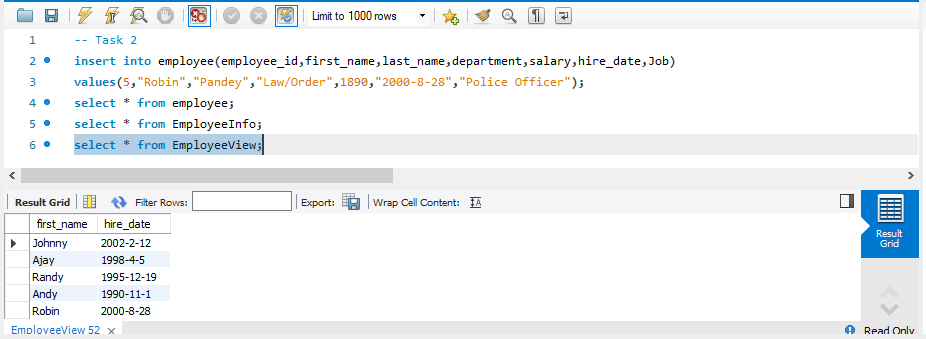 Limit to 1000 rows
1 -- Task 2
2 insert into employee(employee_id,first_name,last_name,department,salary,hire_date,Job)
3 values(5,"Robin","Pandey","Law/Order",1890,"2000-8-28","Police Officer");
4 select * from employee;
5 select * from EmployeeInfo;
6 select * from EmployeeView;
Result Grid Filter Rows: Export: Wrap Cell Content:
first_name hire_date
Johnny 2002-2-12
Ajay 1998-4-5
Randy 1995-12-19
Andy 1990-11-1
Robin 2000-8-28
Result
Grid
EmployeeView 52 Read Only